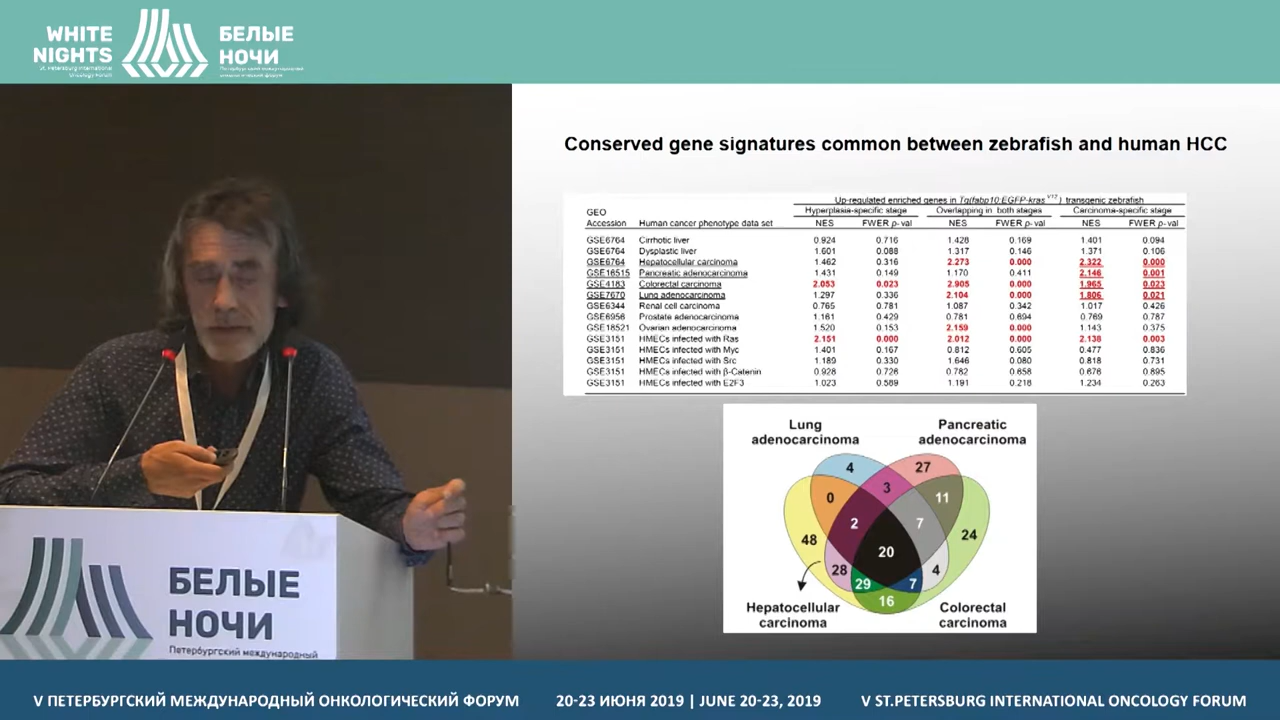 WHITE
NIGHTS
St. Petersburg International
Oncology Forum
БЕЛЫЕ
НОЧИ
Петербургский международный
онкологический форум
Conserved gene signatures common between zebrafish and human HCC
Up-regulated enriched genes in Tg(fabp10:EGFP-kras V12) transgenic zebrafish
GEO Hyperplasia-specific stage Overlapping in both stages Carcinoma-specific stage
Accession Human cancer phenotype data set NES FWER p-val NES FWER p-val NES FWER p-val
GSE6764 Cirrhotic liver 0.924 0.716 1.428 0.169 1.401 0.094
GSE6764 Dysplastic liver 1.601 0.088 1.317 0.146 1.371 0.106
GSE6764 Hepatocellular carcinoma 1.462 0.316 2.273 0.000 2.322 0.000
GSE16515 Pancreatic adenocarcinoma 1.431 0.149 1.170 0.411 2.146 0.001
GSE4183 Colorectal carcinoma 2.053 0.023 2.905 0.000 1.965 0.023
GSE7670 Lung adenocarcinoma 1.297 0.336 2.104 0.000 1.806 0.021
GSE6344 Renal cell carcinoma 0.765 0.781 1.087 0.342 1.017 0.426
GSE6956 Prostate adenocarcinoma 1.161 0.429 0.781 0.694 0.769 0.787
GSE18521 Ovarian adenocarcinoma 1.520 0.153 2.159 0.000 1.143 0.375
GSE3151 HMECs infected with Ras 2.151 0.000 2.012 0.000 2.138 0.003
GSE3151 HMECs infected with Myc 1.401 0.167 0.812 0.605 0.477 0.836
GSE3151 HMECs infected with Src 1.189 0.330 1.646 0.080 0.818 0.731
GSE3151 HMECs infected with β-Catenin 0.928 0.726 0.782 0.658 0.676 0.895
GSE3151 HMECs infected with E2F3 1.023 0.589 1.191 0.218 1.234 0.263
Lung
adenocarcinoma
Pancreatic
adenocarcinoma
4 27
0 3 11
48 2 7 24
20
28 29 7 4
16
Hepatocellular
carcinoma
Colorectal
carcinoma
БЕЛЫЕ
НОЧИ
Петербургский международный
V ПЕТЕРБУРГСКИЙ МЕЖДУНАРОДНЫЙ ОНКОЛОГИЧЕСКИЙ ФОРУМ 20-23 ИЮНЯ 2019 | JUNE 20-23, 2019 V ST.PETERSBURG INTERNATIONAL ONCOLOGY FORUM